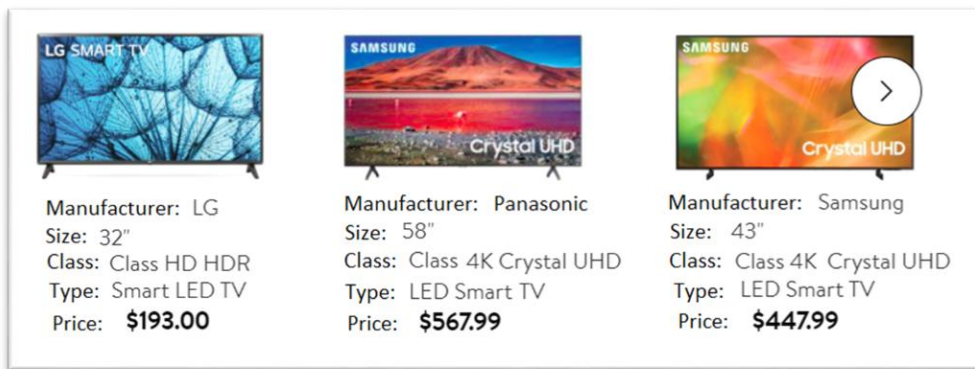 LG SMART TV
Manufacturer: LG
Size: 32"
Class: Class HD HDR
Type: Smart LED TV
Price: $193.00
SAMSUNG
Crystal UHD
Manufacturer: Panasonic
Size: 58"
Class: Class 4K Crystal UHD
Type: LED Smart TV
Price: $567.99
SAMSUNG
Crystal UHD
Manufacturer: Samsung
Size: 43"
Class: Class 4K Crystal UHD
Type: LED Smart TV
Price: $447.99